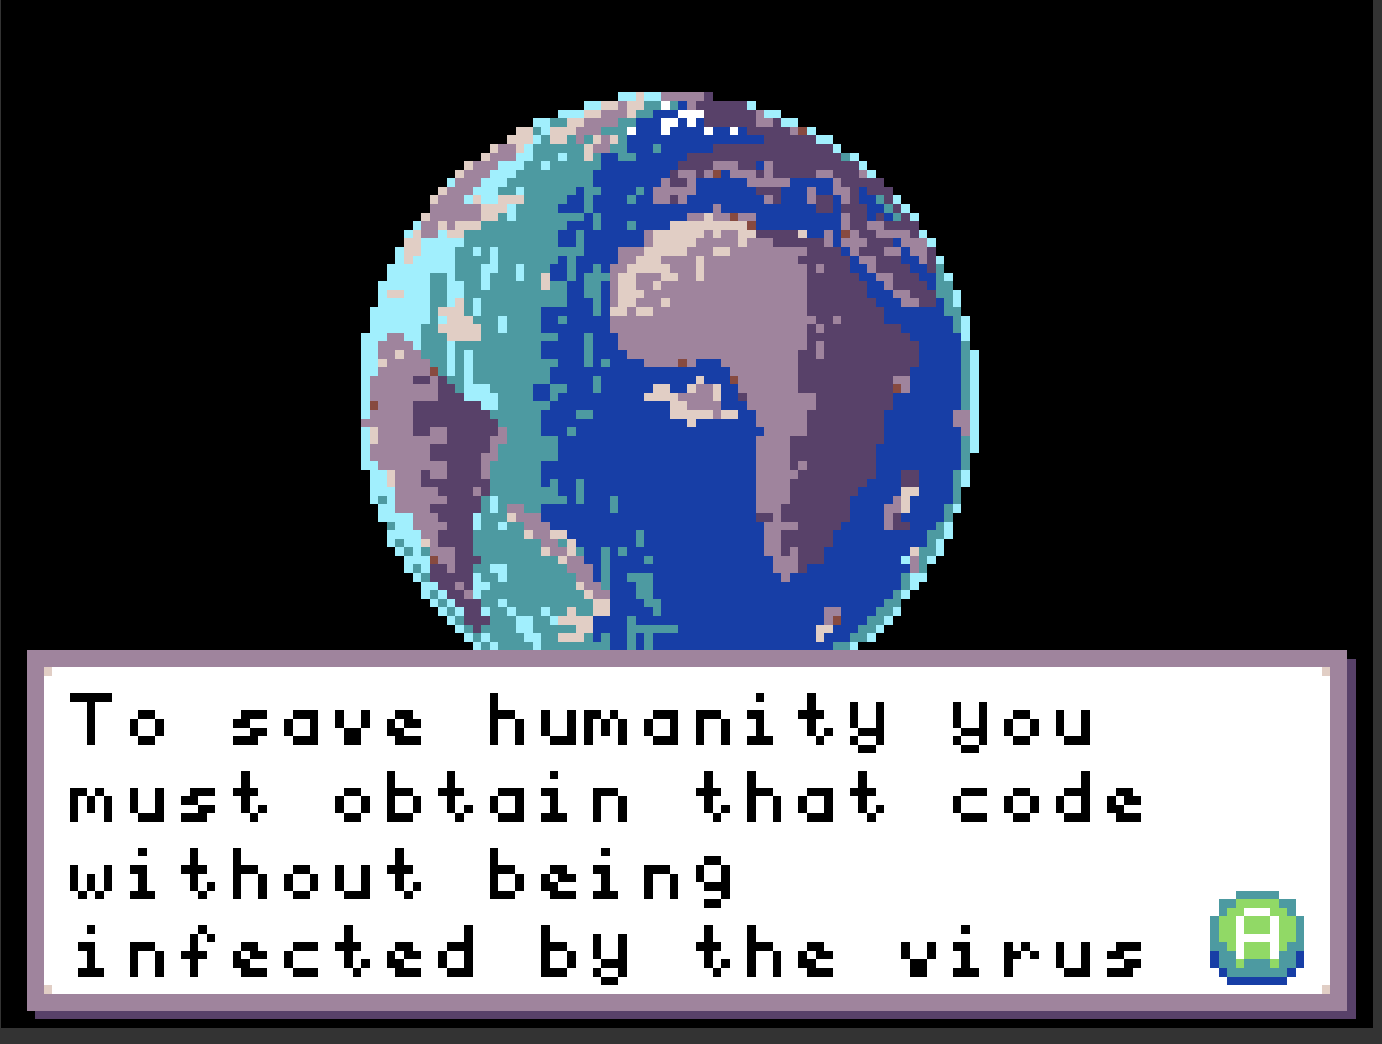 To save humanity you
must obtain that code
without being
infected by the virus
A